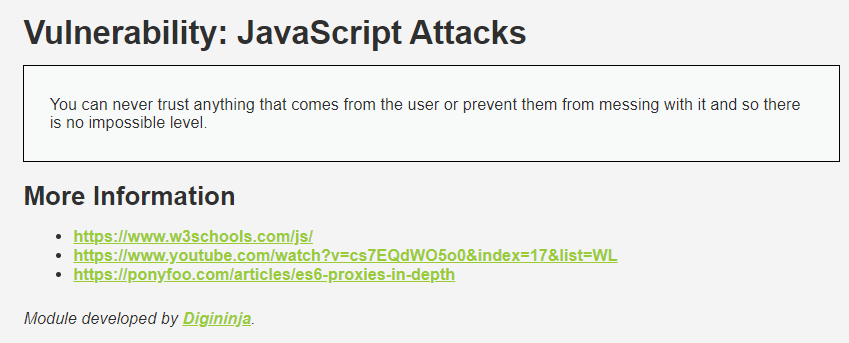 Vulnerability: JavaScript Attacks
You can never trust anything that comes from the user or prevent them from messing with it and so there
is no impossible level.
More Information
https://www.w3schools.com/js/
https://www.youtube.com/watch?v=cs7EQdWO5o0&index=17&list=WL
https://ponyfoo.com/articles/es6-proxies-in-depth
Module developed by Digininja.